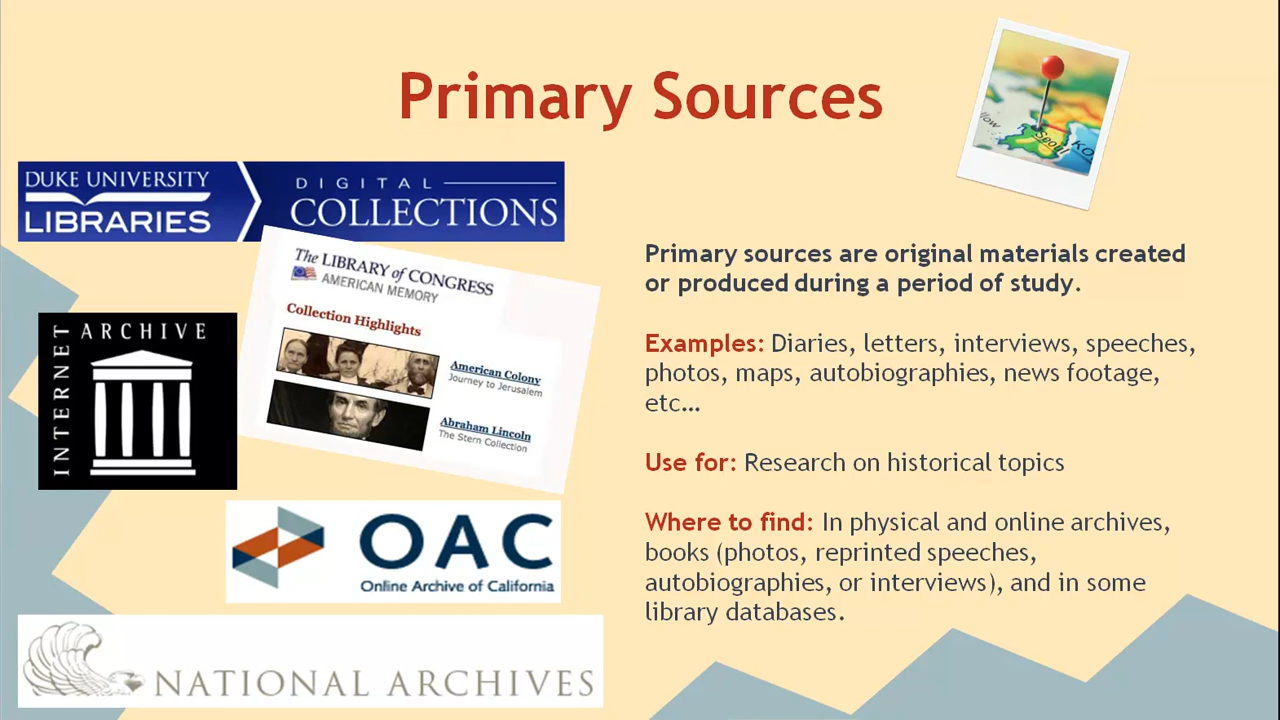 Primary Sources
llow
Seoul
KO
DUKE UNIVERSITY
LIBRARIES
DIGITAL
COLLECTIONS
The LIBRARY of CONGRESS
AMERICAN MEMORY
Collection Highlights
American Colony
Journey to Jerusalem
Abraham Lincoln
The Stern Collection
INTERNET
ARCHIVE
OAC
Online Archive of California
NATIONAL ARCHIVES
Primary sources are original materials created
or produced during a period of study.
Examples: Diaries, letters, interviews, speeches,
photos, maps, autobiographies, news footage,
etc…
Use for: Research on historical topics
Where to find: In physical and online archives,
books (photos, reprinted speeches,
autobiographies, or interviews), and in some
library databases.